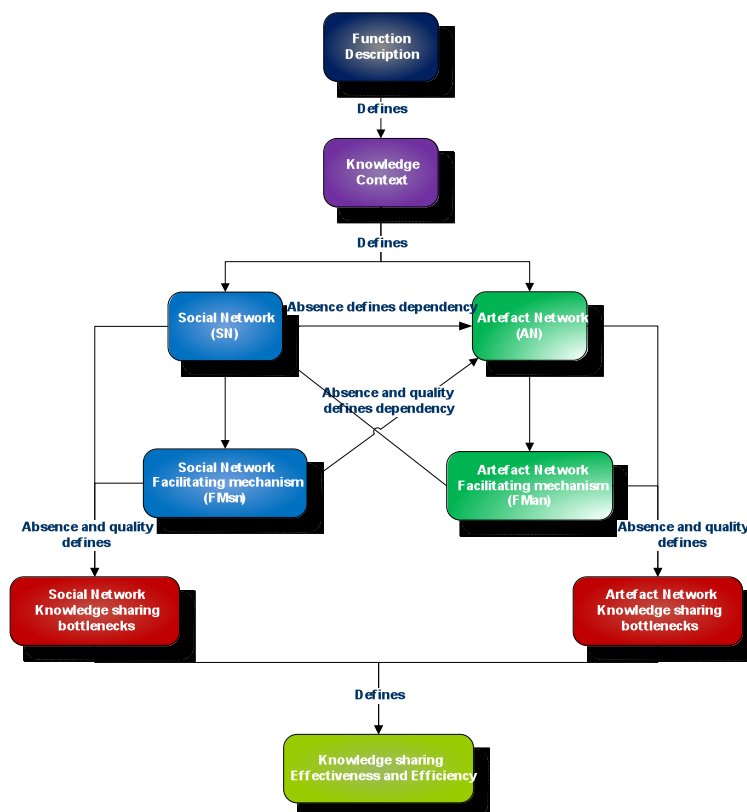 Function
Description
Defines
Knowledge
Context
Defines
Social Network
(SN)
Absence defines dependency
Artefact Network
(AN)
Absence and quality
defines dependency
Social Network
Facilitating mechanism
(FMsn)
Artefact Network
Facilitating mechanism
(FMan)
Absence and quality
defines
Absence and quality
defines
Social Network
Knowledge sharing
bottlenecks
Artefact Network
Knowledge sharing
bottlenecks
Defines
Knowledge sharing
Effectiveness and Efficiency